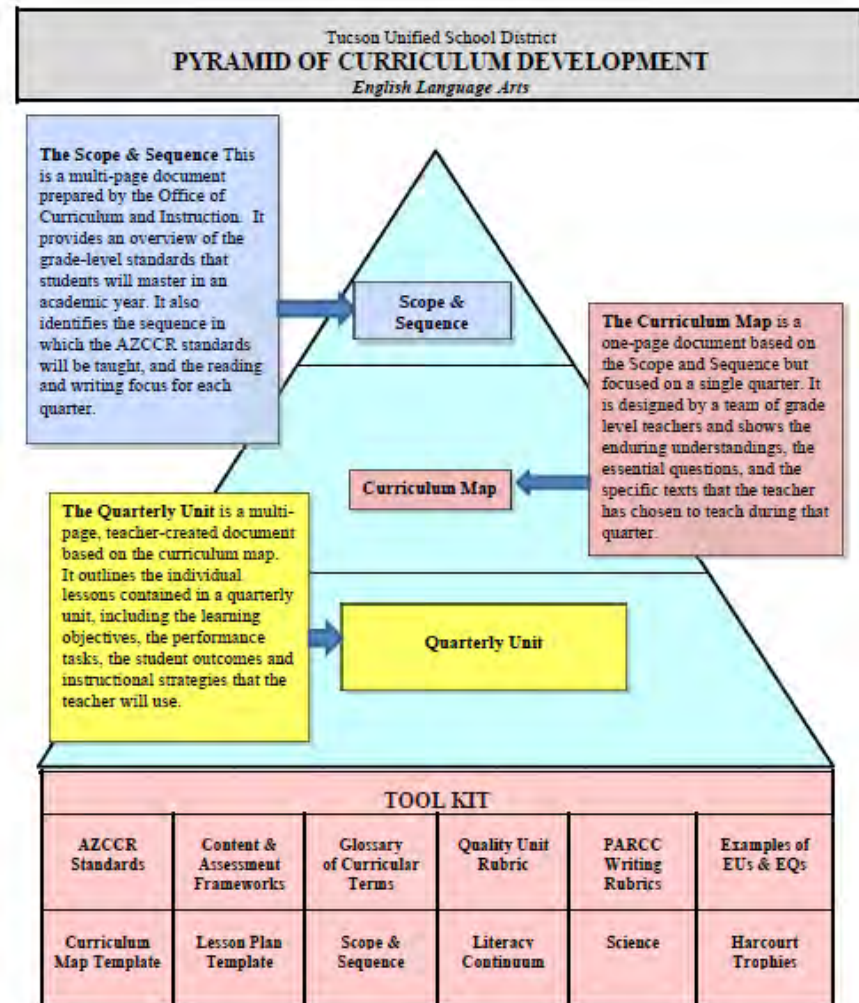 Tucson Unified School District
PYRAMID OF CURRICULUM DEVELOPMENT
English Language Arts
The Scope & Sequence This
is a multi-page document
prepared by the Office of
Curriculum and Instruction. It
provides an overview of the
grade-level standards that
students will master in an
academic year. It also
identifies the sequence in
which the AZCCR standards
will be taught, and the reading
and writing focus for each
quarter.
Scope &
Sequence
The Curriculum Map is a
one-page document based on
the Scope and Sequence but
focused on a single quarter. It
is designed by a team of grade
level teachers and shows the
enduring understandings, the
essential questions, and the
specific texts that the teacher
has chosen to teach during that
quarter.
Curriculum Map
The Quarterly Unit is a multi-
page, teacher-created document
based on the curriculum map.
It outlines the individual
lessons contained in a quarterly
unit, including the learning
objectives, the performance
tasks, the student outcomes and
instructional strategies that the
teacher will use.
Quarterly Unit
TOOL KIT
AZCCR
Standards
Content &
Assessment
Frameworks
Glossary
of Curricular
Terms
Quality Unit
Rubric
PARCC
Writing
Rubrics
Examples of
EUs & EQs
Curriculum
Map Template
Lesson Plan
Template
Scope &
Sequence
Literacy
Continuum
Science
Harcourt
Trophies